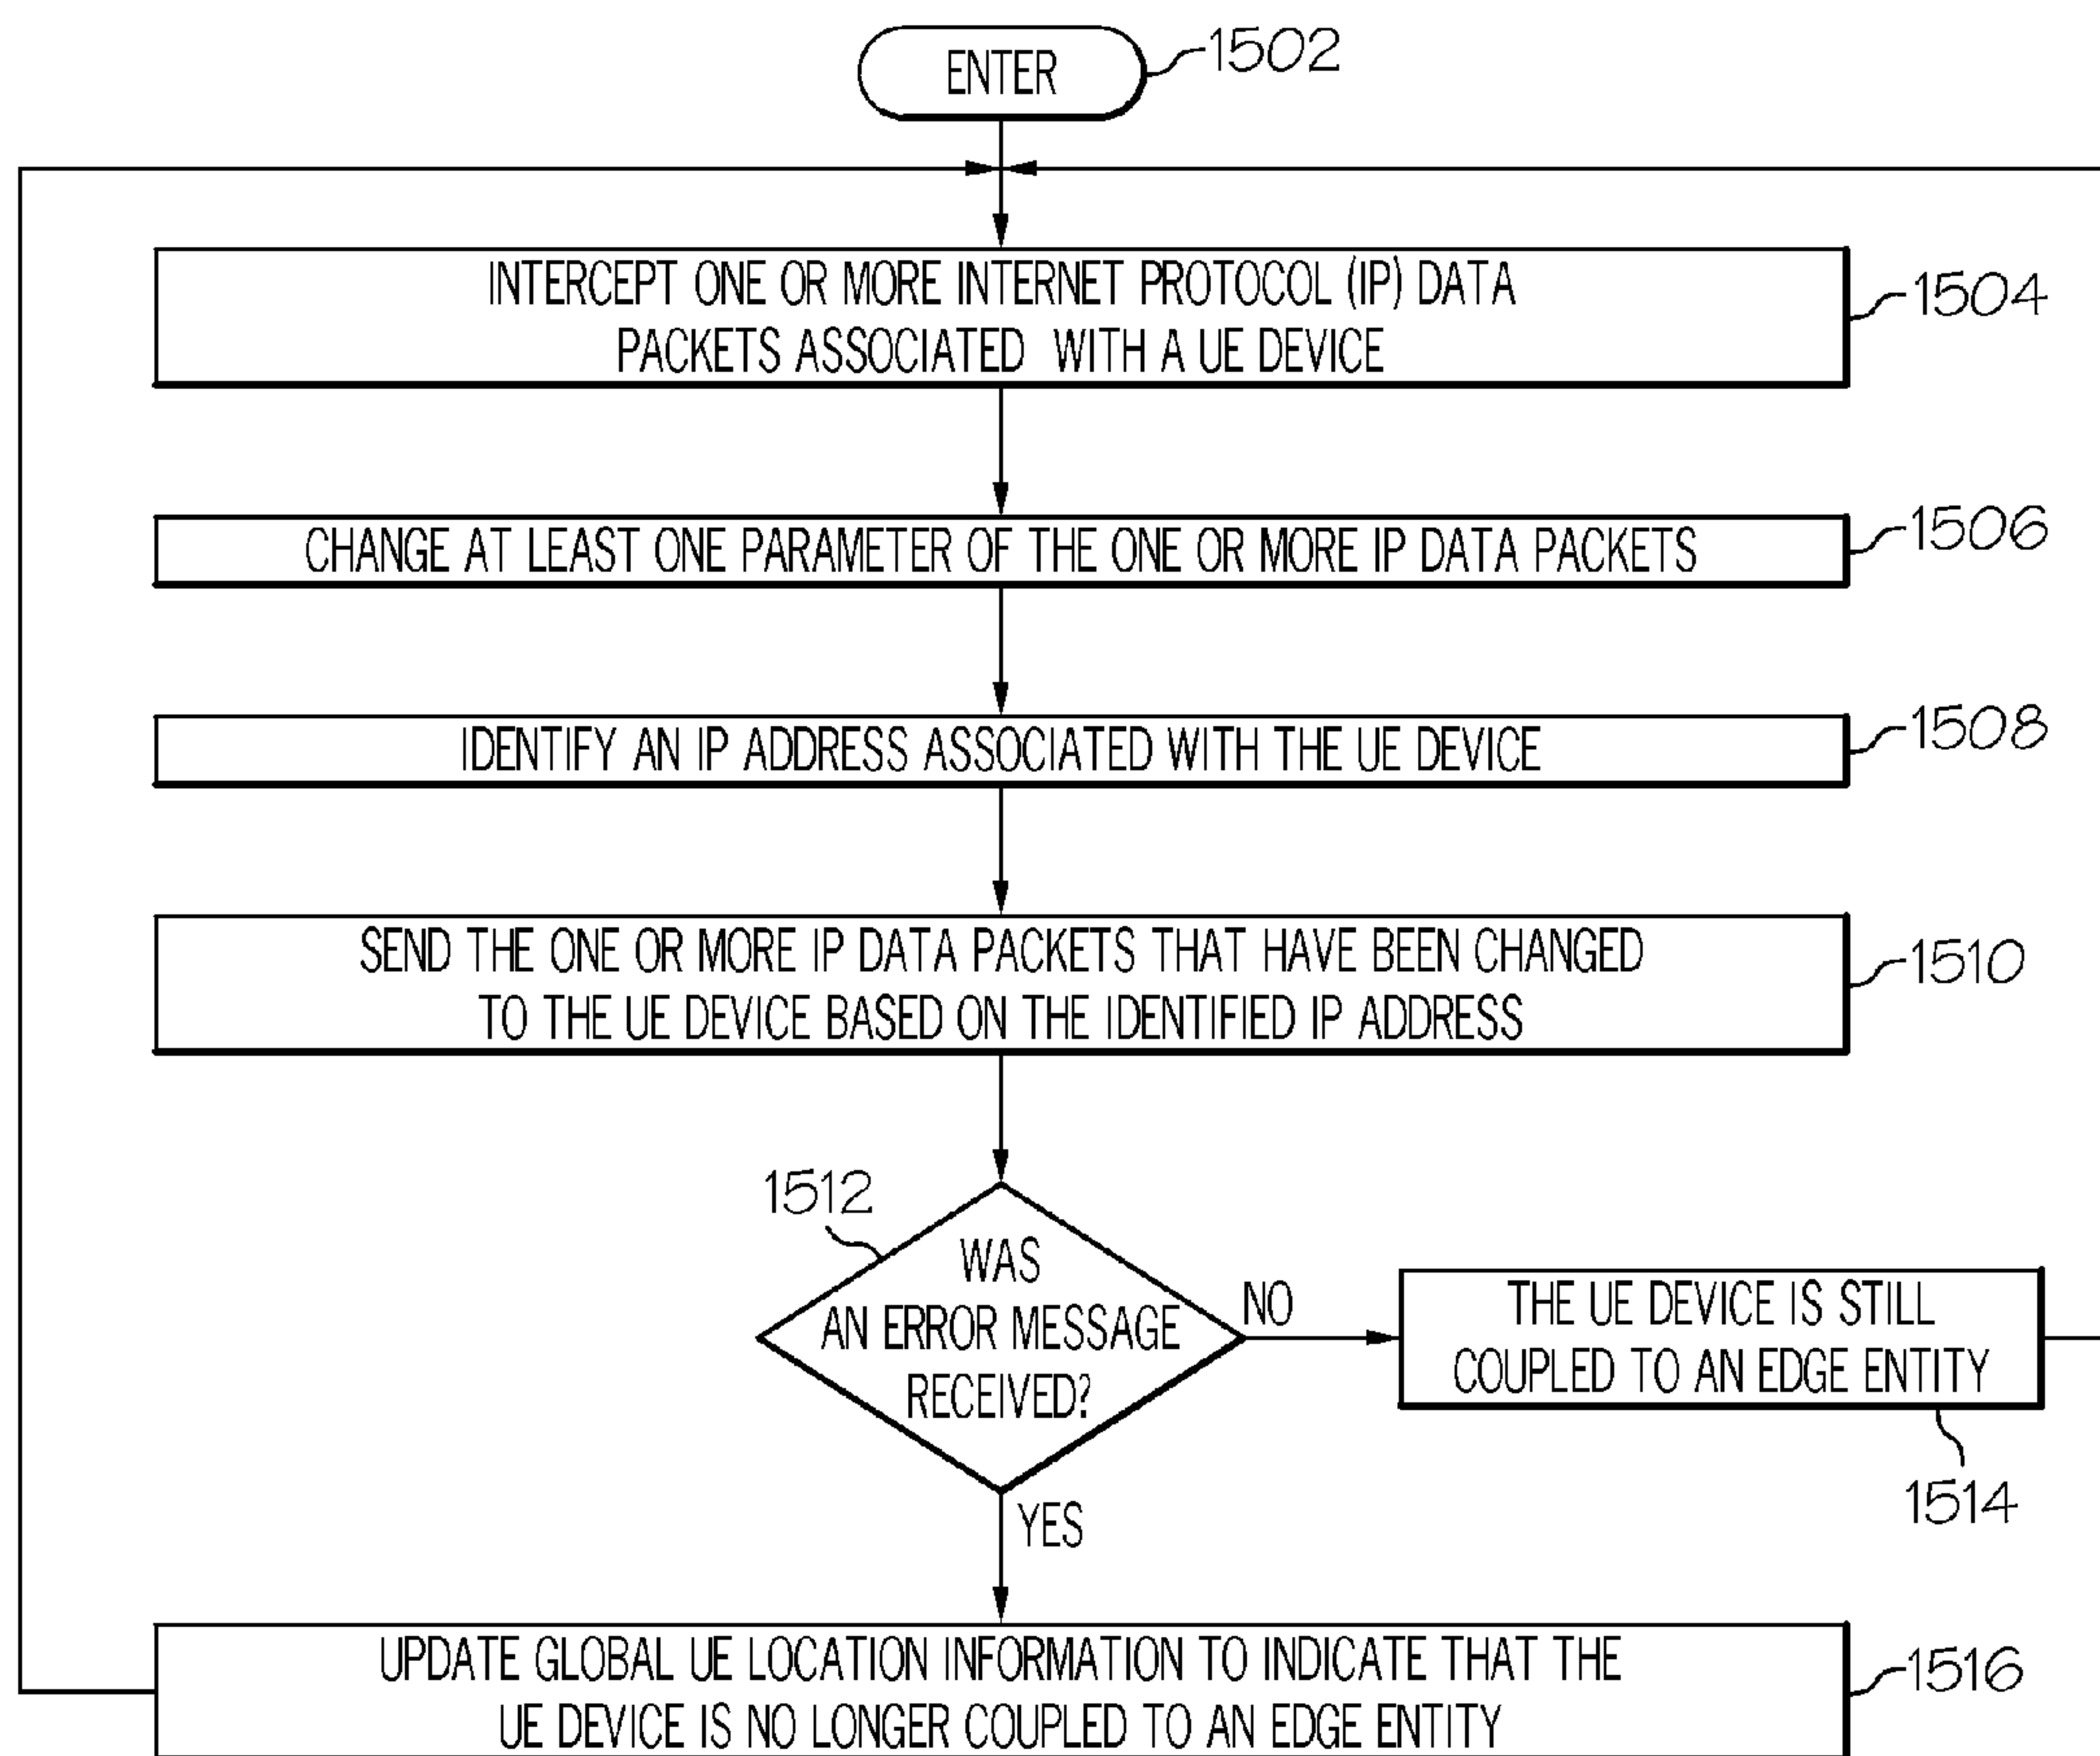 ENTER
1502
INTERCEPT ONE OR MORE INTERNET PROTOCOL (IP) DATA
PACKETS ASSOCIATED WITH A UE DEVICE
1504
CHANGE AT LEAST ONE PARAMETER OF THE ONE OR MORE IP DATA PACKETS
1506
IDENTIFY AN IP ADDRESS ASSOCIATED WITH THE UE DEVICE
1508
SEND THE ONE OR MORE IP DATA PACKETS THAT HAVE BEEN CHANGED
TO THE UE DEVICE BASED ON THE IDENTIFIED IP ADDRESS
1510
1512
WAS
AN ERROR MESSAGE
RECEIVED?
NO
THE UE DEVICE IS STILL
COUPLED TO AN EDGE ENTITY
1514
YES
UPDATE GLOBAL UE LOCATION INFORMATION TO INDICATE THAT THE
UE DEVICE IS NO LONGER COUPLED TO AN EDGE ENTITY
1516